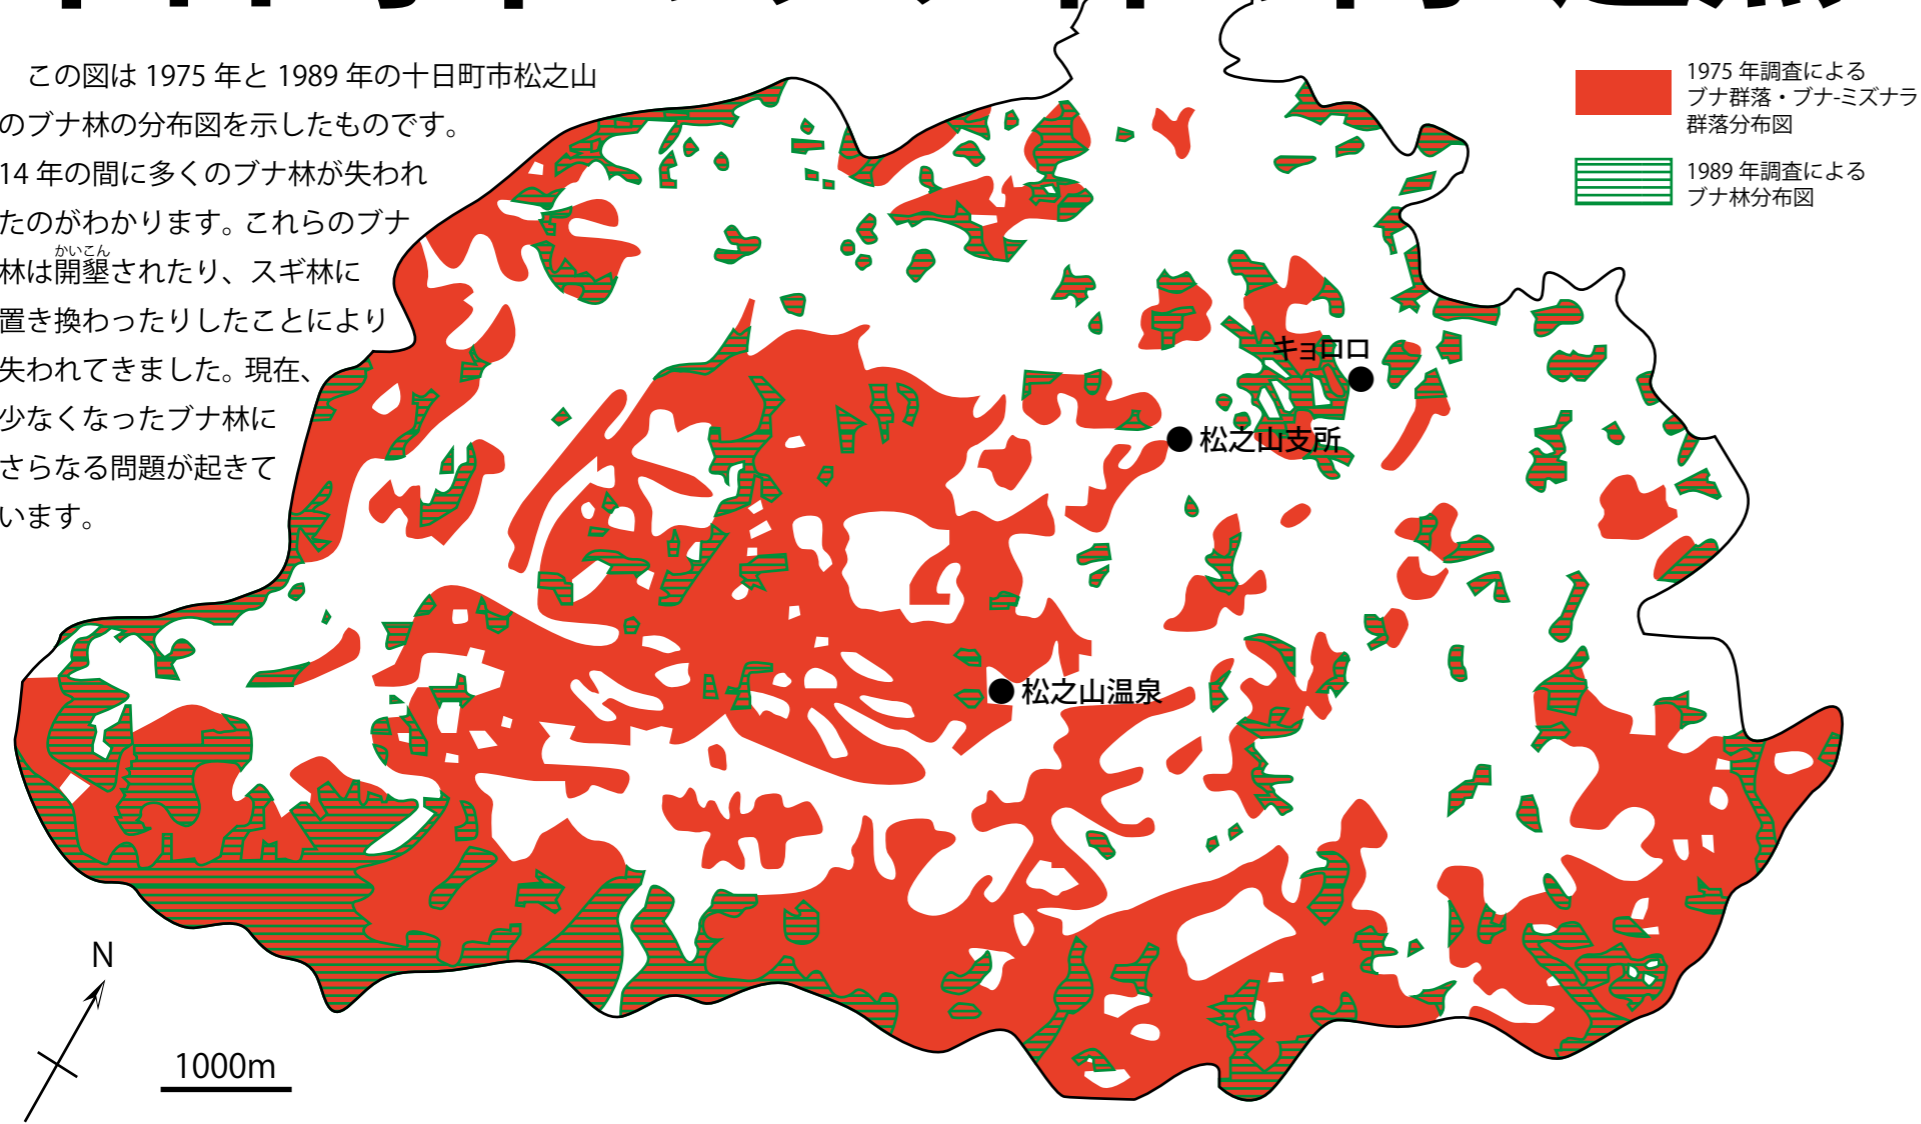 この図は 1975 年と 1989 年の十日町市松之山
のブナ林の分布図を示したものです。
14 年の間に多くのブナ林が失われ
たのがわかります。これらのブナ
かいこん
林は開墾されたり、スギ林に
置き換わったりしたことにより
失われてきました。現在、
少なくなったブナ林に
さらなる問題が起きて
います。
1975 年調査による
ブナ群落・ブナ-ミズナラ
群落分布図
1989 年調査による
ブナ林分布図
キョロロ
松之山支所
松之山温泉
N
1000m